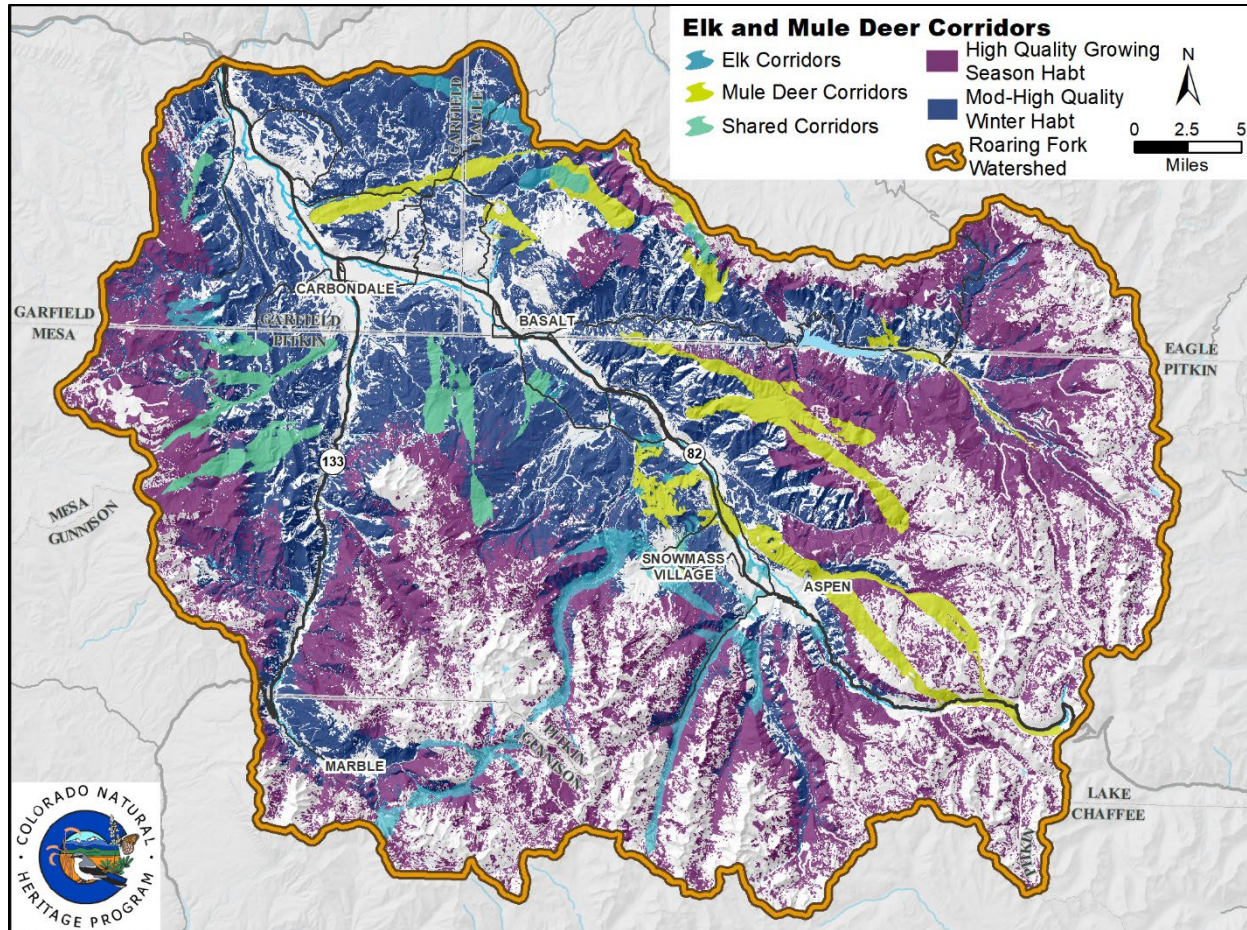 Elk and Mule Deer Corridors
Elk Corridors
Mule Deer Corridors
Shared Corridors
High Quality Growing
Season Habt
Mod-High Quality
Winter Habt
Roaring Fork
Watershed
N
0 2.5 5
Miles
GARFIELD
EAGLE
CARBONDALE
GARFIELD
MESA
GARFIELD
PITKIN
BASALT
EAGLE
PITKIN
133
82
MESA
GUNNISON
SNOWMASS
VILLAGE
ASPEN
PITKIN
GUNNISON
MARBLE
LAKE
CHAFFEE
PITKIN
COLORADO NATURAL
HERITAGE PROGRAM